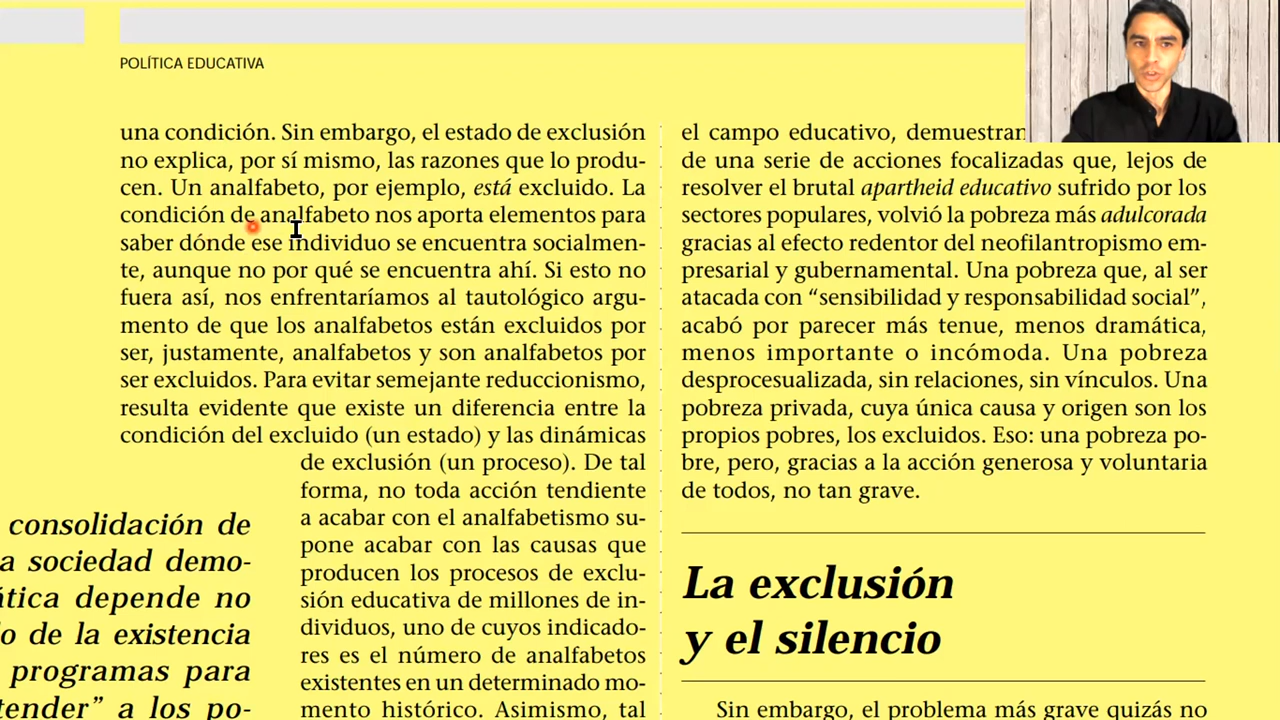 POLÍTICA EDUCATIVA
una condición. Sin embargo, el estado de exclusión
no explica, por sí mismo, las razones que lo produ-
cen. Un analfabeto, por ejemplo, está excluido. La
condición de analfabeto nos aporta elementos para
saber dónde ese individuo se encuentra socialmen-
te, aunque no por qué se encuentra ahí. Si esto no
fuera así, nos enfrentaríamos al tautológico argu-
mento de que los analfabetos están excluidos por
ser, justamente, analfabetos y son analfabetos por
ser excluidos. Para evitar semejante reduccionismo,
resulta evidente que existe un diferencia entre la
condición del excluido (un estado) y las dinámicas
de exclusión (un proceso). De tal
forma, no toda acción tendiente
a acabar con el analfabetismo su-
pone acabar con las causas que
producen los procesos de exclu-
sión educativa de millones de in-
dividuos, uno de cuyos indicado-
res es el número de analfabetos
existentes en un determinado mo-
mento histórico. Asimismo, tal
consolidación de
a sociedad demo-
ática depende no
o de la existencia
programas para
tender” a los po-
el campo educativo, demuestran
de una serie de acciones focalizadas que, lejos de
resolver el brutal apartheid educativo sufrido por los
sectores populares, volvió la pobreza más adulcorada
gracias al efecto redentor del neofilantropismo em-
presarial y gubernamental. Una pobreza que, al ser
atacada con “sensibilidad y responsabilidad social”,
acabó por parecer más tenue, menos dramática,
menos importante o incómoda. Una pobreza
desprocesualizada, sin relaciones, sin vínculos. Una
pobreza privada, cuya única causa y origen son los
propios pobres, los excluidos. Eso: una pobreza po-
bre, pero, gracias a la acción generosa y voluntaria
de todos, no tan grave.
La exclusión
y el silencio
Sin embargo, el problema más grave quizás no